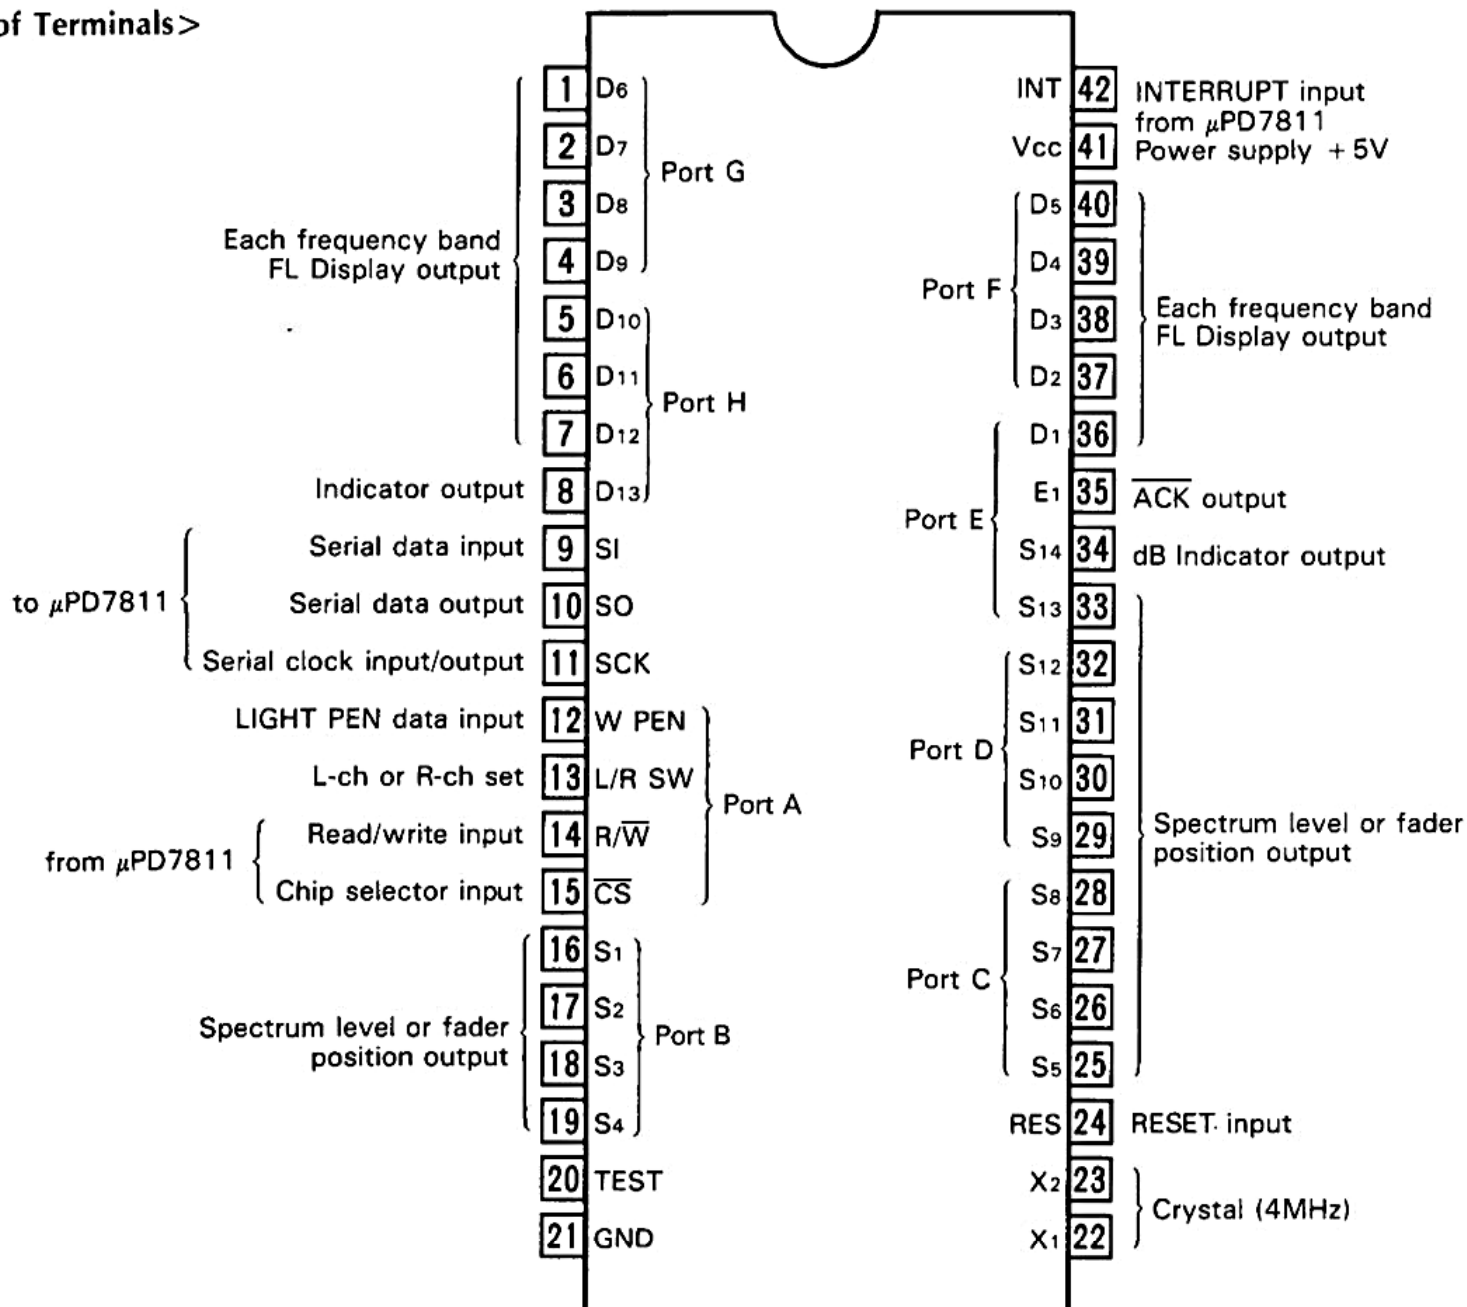 of Terminals>
1 D6
2 D7
3 D8
4 D9
5 D10
6 D11
7 D12
Port G
Port H
Each frequency band
FL Display output
Indicator output 8 D13
Serial data input 9 SI
Serial data output 10 SO
Serial clock input/output 11 SCK
to μPD7811
LIGHT PEN data input 12 W PEN
L-ch or R-ch set 13 L/R SW
Read/write input 14 R/W̅
Chip selector input 15 C̅S̅
from μPD7811
Port A
16 S1
17 S2
18 S3
19 S4
Spectrum level or fader
position output
Port B
20 TEST
21 GND
INT 42 INTERRUPT input
from μPD7811
Vcc 41 Power supply +5V
D5 40
D4 39
D3 38
D2 37
D1 36
Port F
Each frequency band
FL Display output
E1 35 A̅C̅K̅ output
S14 34 dB Indicator output
S13 33
Port E
S12 32
S11 31
S10 30
S9 29
Port D
S8 28
S7 27
S6 26
S5 25
Port C
Spectrum level or fader
position output
RES 24 RESET input
X2 23
X1 22
Crystal (4MHz)